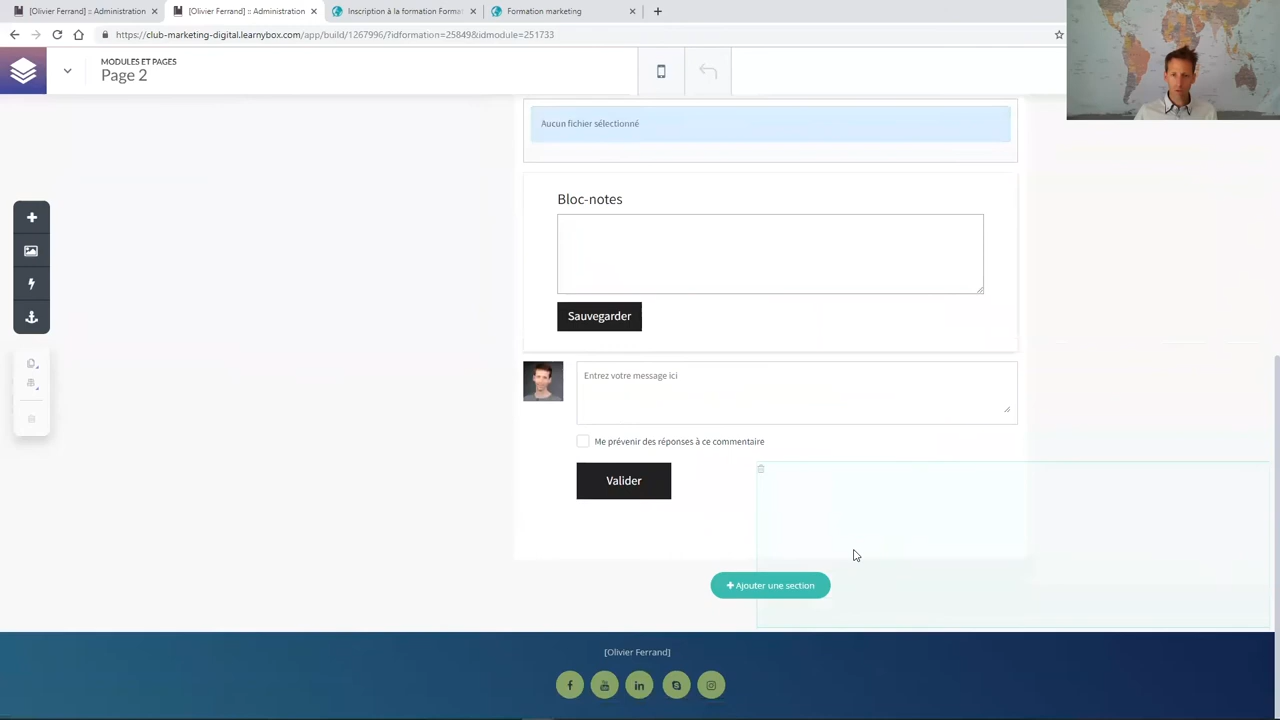 [Olivier Ferrand] :: Administration
[Olivier Ferrand] :: Administration
Inscription à la formation Format
Formation marketing
https://club-marketing-digital.learnybox.com/app/build/1267996/?idformation=25849&idmodule=251733
MODULES ET PAGES
Page 2
Aucun fichier sélectionné
Bloc-notes
Sauvegarder
Entrez votre message ici
Me prévenir des réponses à ce commentaire
Valider
Ajouter une section
[Olivier Ferrand]